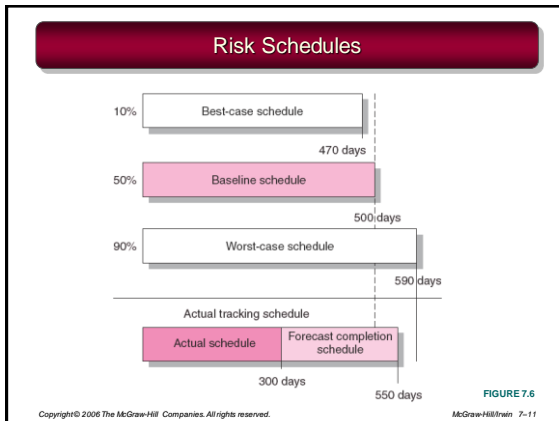 Risk Schedules
10% Best-case schedule
470 days
50% Baseline schedule
500 days
90% Worst-case schedule
590 days
Actual tracking schedule
Actual schedule
Forecast completion
schedule
300 days
550 days
FIGURE 7.6
Copyright© 2006 The McGraw-Hill Companies. All rights reserved.
McGraw-Hill/Irwin 7–11